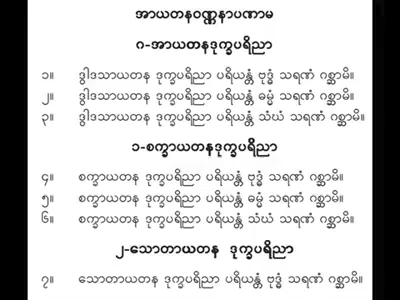 အာယတနဝဏ္ဏနာပဏာမ
ဂ-အာယတနဒုက္ခပရိညာ
၁။ ဒွါဒသာယတန ဒုက္ခပရိညာ ပရိယန္တံ ဗုဒ္ဓံ သရဏံ ဂစ္ဆာမိ။
၂။ ဒွါဒသာယတန ဒုက္ခပရိညာ ပရိယန္တံ ဓမ္မံ သရဏံ ဂစ္ဆာမိ။
၃။ ဒွါဒသာယတန ဒုက္ခပရိညာ ပရိယန္တံ သံဃံ သရဏံ ဂစ္ဆာမိ။
၁-စက္ခာယတနဒုက္ခပရိညာ
၄။ စက္ခာယတန ဒုက္ခပရိညာ ပရိယန္တံ ဗုဒ္ဓံ သရဏံ ဂစ္ဆာမိ။
၅။ စက္ခာယတန ဒုက္ခပရိညာ ပရိယန္တံ ဓမ္မံ သရဏံ ဂစ္ဆာမိ။
၆။ စက္ခာယတန ဒုက္ခပရိညာ ပရိယန္တံ သံဃံ သရဏံ ဂစ္ဆာမိ။
၂-သောတာယတန ဒုက္ခပရိညာ
၇။ သောတာယတန ဒုက္ခပရိညာ ပရိယန္တံ ဗုဒ္ဓံ သရဏံ ဂစ္ဆာမိ။